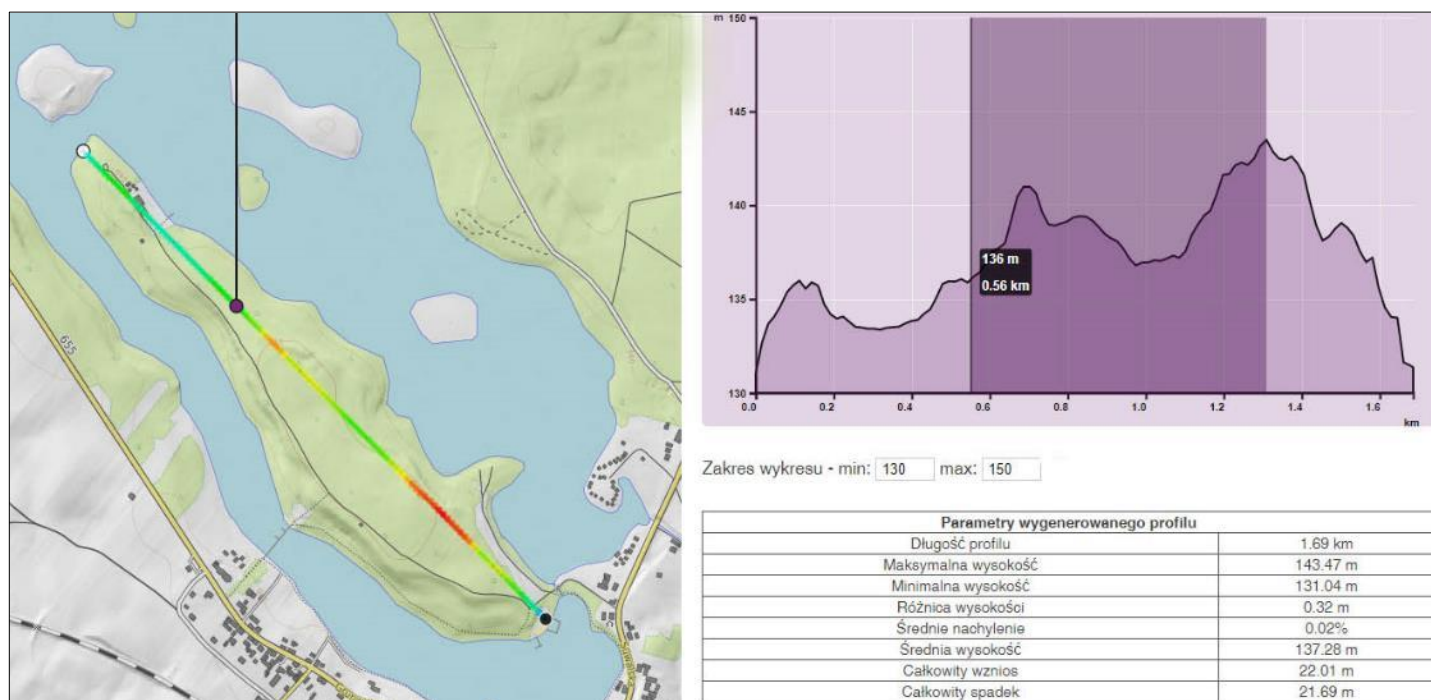 655
m 150
145
140
135
130
136 m
0.56 km
0.0 0.2 0.4 0.6 0.8 1.0 1.2 1.4 1.6
km
Zakres wykresu - min: 130 max: 150
Parametry wygenerowanego profilu
Długość profilu 1.69 km
Maksymalna wysokość 143.47 m
Minimalna wysokość 131.04 m
Różnica wysokości 0.32 m
Średnie nachylenie 0.02%
Średnia wysokość 137.28 m
Całkowity wznios 22.01 m
Całkowity spadek 21.69 m